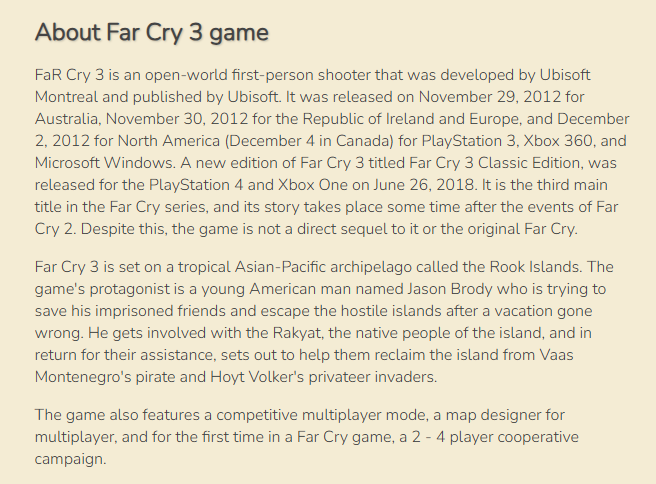 About Far Cry 3 game
FaR Cry 3 is an open-world first-person shooter that was developed by Ubisoft
Montreal and published by Ubisoft. It was released on November 29, 2012 for
Australia, November 30, 2012 for the Republic of Ireland and Europe, and December
2, 2012 for North America (December 4 in Canada) for PlayStation 3, Xbox 360, and
Microsoft Windows. A new edition of Far Cry 3 titled Far Cry 3 Classic Edition, was
released for the PlayStation 4 and Xbox One on June 26, 2018. It is the third main
title in the Far Cry series, and its story takes place some time after the events of Far
Cry 2. Despite this, the game is not a direct sequel to it or the original Far Cry.
Far Cry 3 is set on a tropical Asian-Pacific archipelago called the Rook Islands. The
game's protagonist is a young American man named Jason Brody who is trying to
save his imprisoned friends and escape the hostile islands after a vacation gone
wrong. He gets involved with the Rakyat, the native people of the island, and in
return for their assistance, sets out to help them reclaim the island from Vaas
Montenegro's pirate and Hoyt Volker's privateer invaders.
The game also features a competitive multiplayer mode, a map designer for
multiplayer, and for the first time in a Far Cry game, a 2 - 4 player cooperative
campaign.